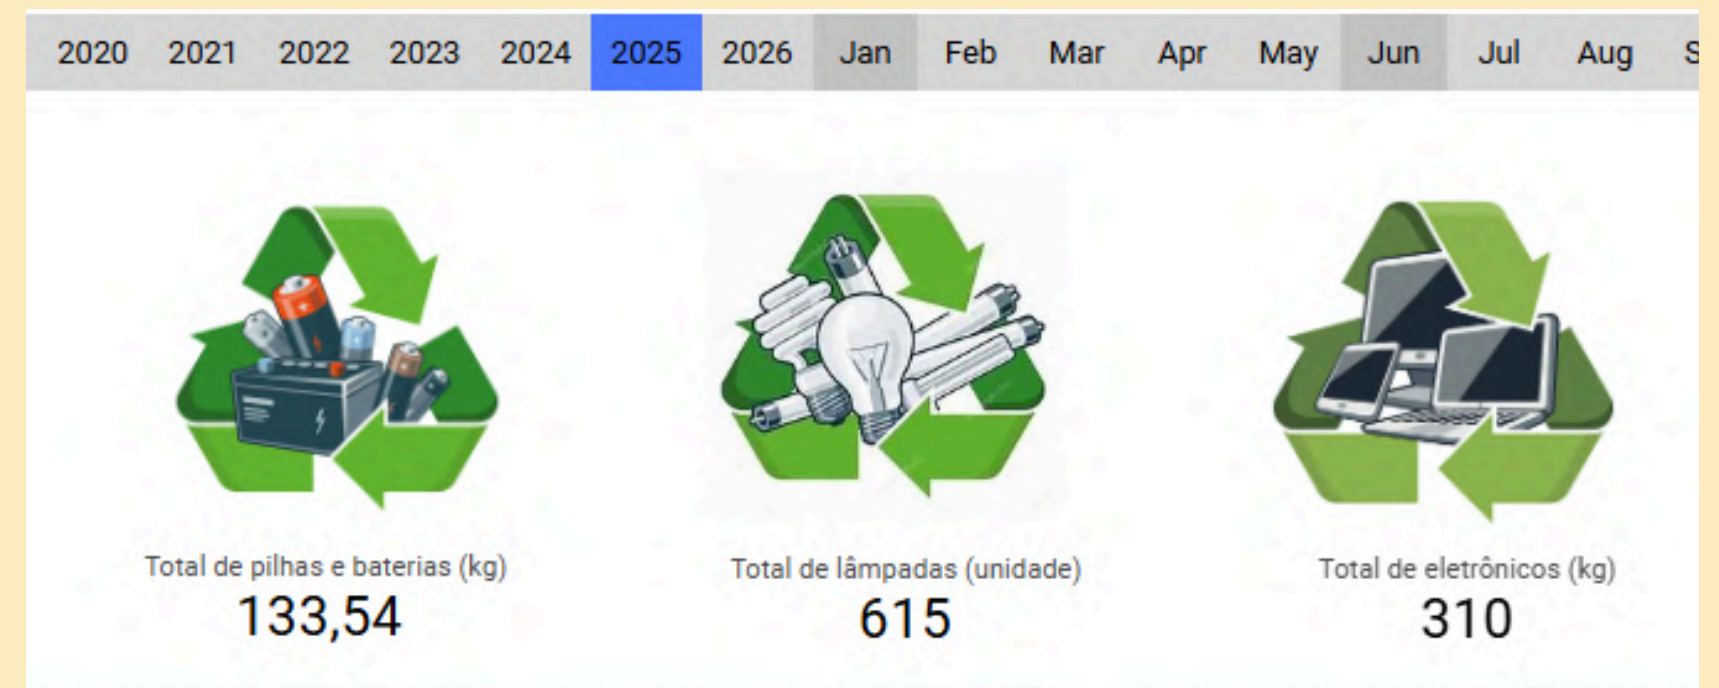 2020 2021 2022 2023 2024 2025 2026 Jan Feb Mar Apr May Jun Jul Aug
Total de pilhas e baterias (kg)
133,54
Total de lâmpadas (unidade)
615
Total de eletrônicos (kg)
310